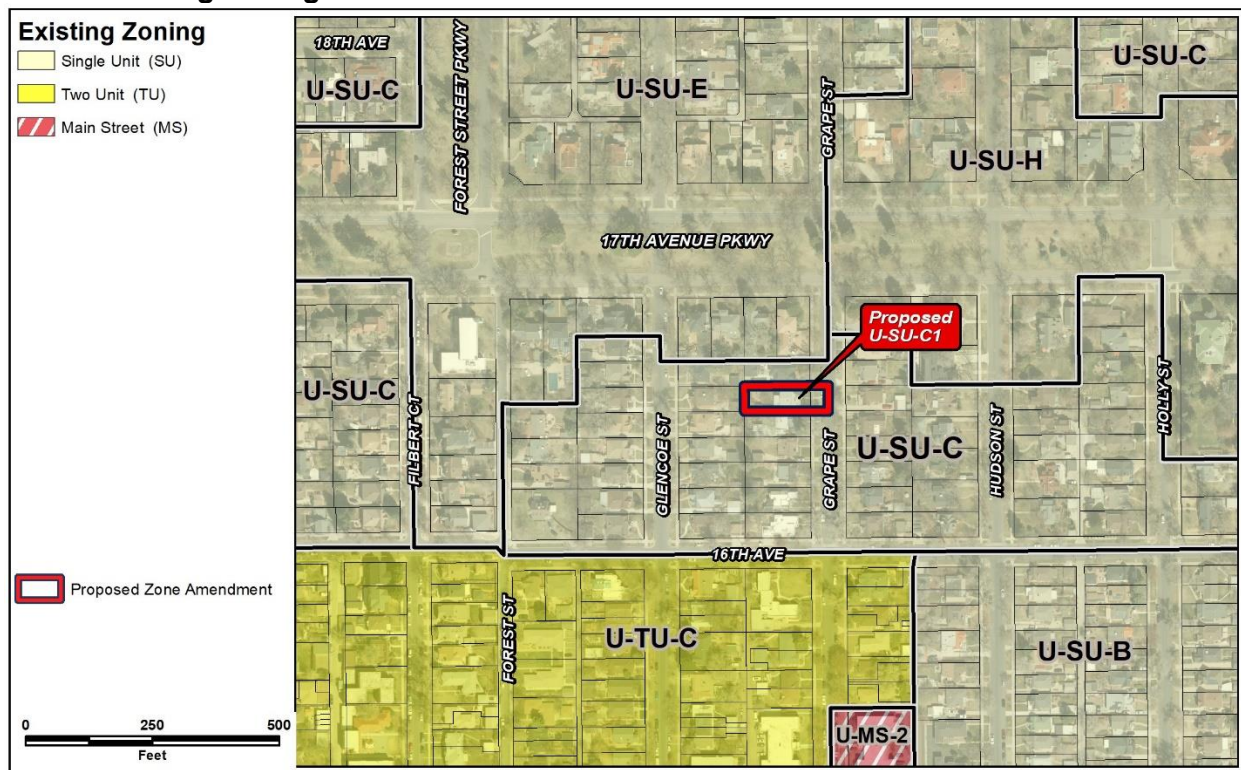 Existing Zoning
Single Unit (SU)
Two Unit (TU)
Main Street (MS)
18TH AVE
U-SU-C
FOREST STREET PKWY
U-SU-E
GRAPE ST
U-SU-C
U-SU-H
17TH AVENUE PKWY
Proposed
U-SU-C1
U-SU-C
FILBERT CT
GLENCOE ST
GRAPE ST
U-SU-C
HUDSON ST
HOLLY ST
16TH AVE
Proposed Zone Amendment
FOREST ST
U-TU-C
U-SU-B
U-MS-2
0 250 500
Feet